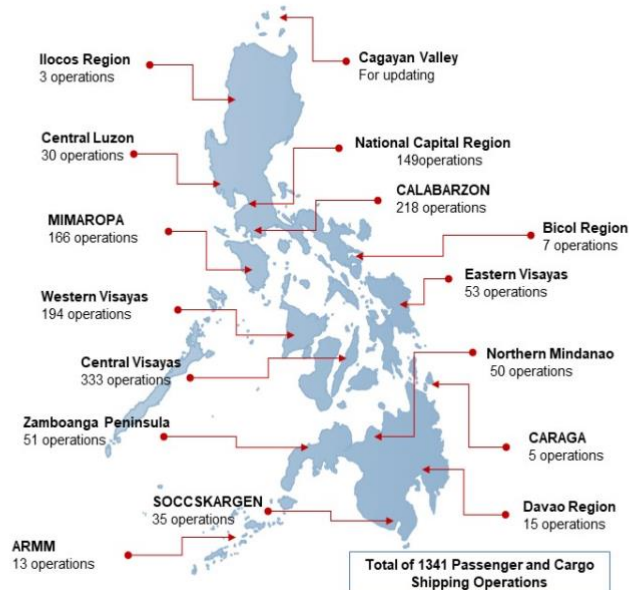 Ilocos Region
3 operations
Cagayan Valley
For updating
Central Luzon
30 operations
National Capital Region
149operations
CALABARZON
218 operations
MIMAROPA
166 operations
Bicol Region
7 operations
Eastern Visayas
53 operations
Western Visayas
194 operations
Central Visayas
333 operations
Northern Mindanao
50 operations
Zamboanga Peninsula
51 operations
CARAGA
5 operations
SOCCSKARGEN
35 operations
Davao Region
15 operations
ARMM
13 operations
Total of 1341 Passenger and Cargo
Shipping Operations